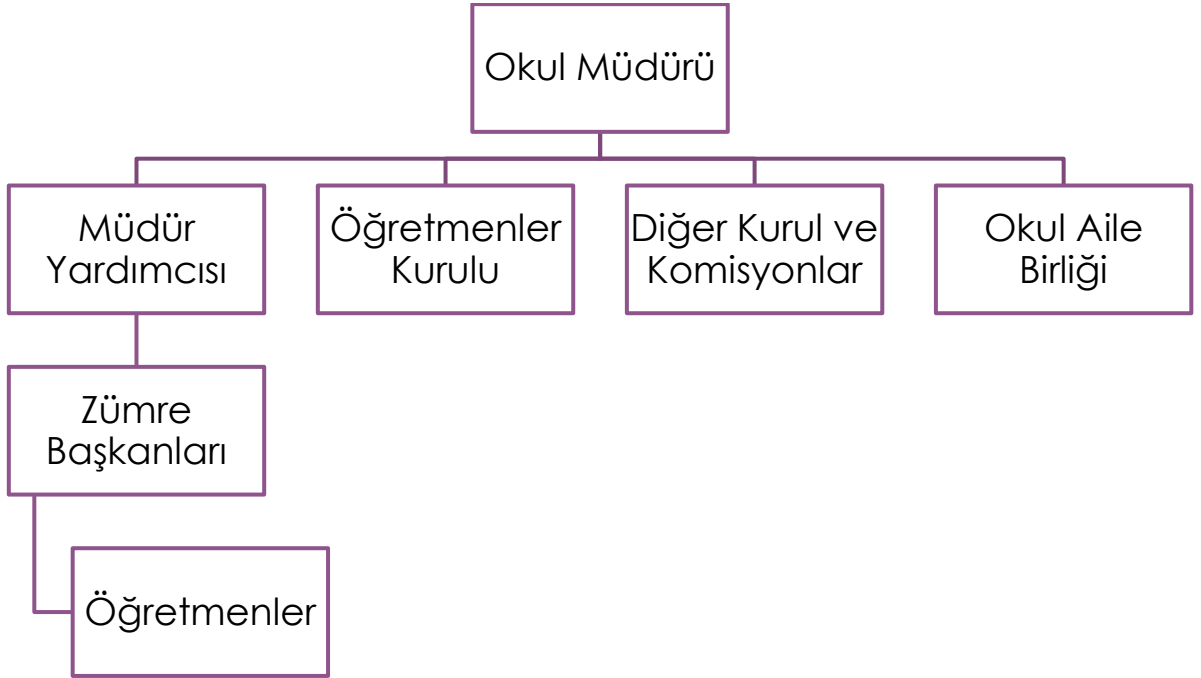 Okul Müdürü
Müdür
Yardımcısı
Öğretmenler
Kurulu
Diğer Kurul ve
Komisyonlar
Okul Aile
Birliği
Zümre
Başkanları
Öğretmenler